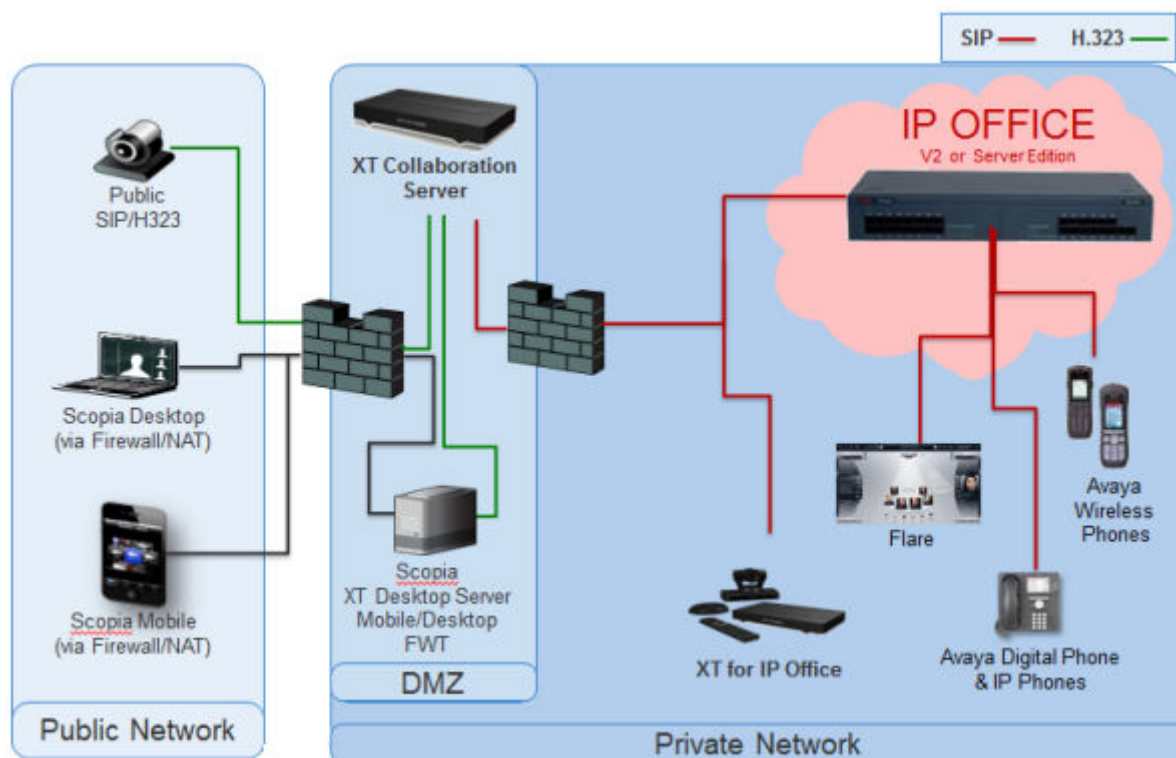 SIP
H.323
Public
SIP/H323
Scopia Desktop
(via Firewall/NAT)
Scopia Mobile
(via Firewall/NAT)
Public Network
XT Collaboration
Server
Scopia
XT Desktop Server
Mobile/Desktop
FWT
DMZ
IP OFFICE
V2 or Server Edition
Flare
Avaya
Wireless
Phones
XT for IP Office
Avaya Digital Phone
& IP Phones
Private Network